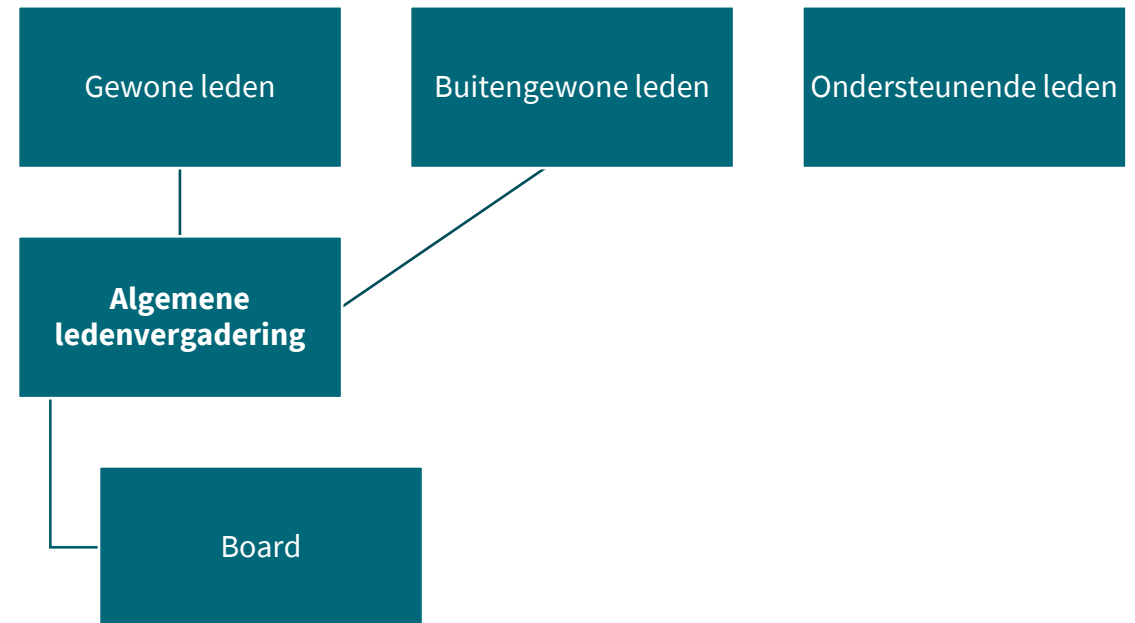 Gewone leden
Buitengewone leden
Ondersteunende leden
Algemene
ledenvergadering
Board